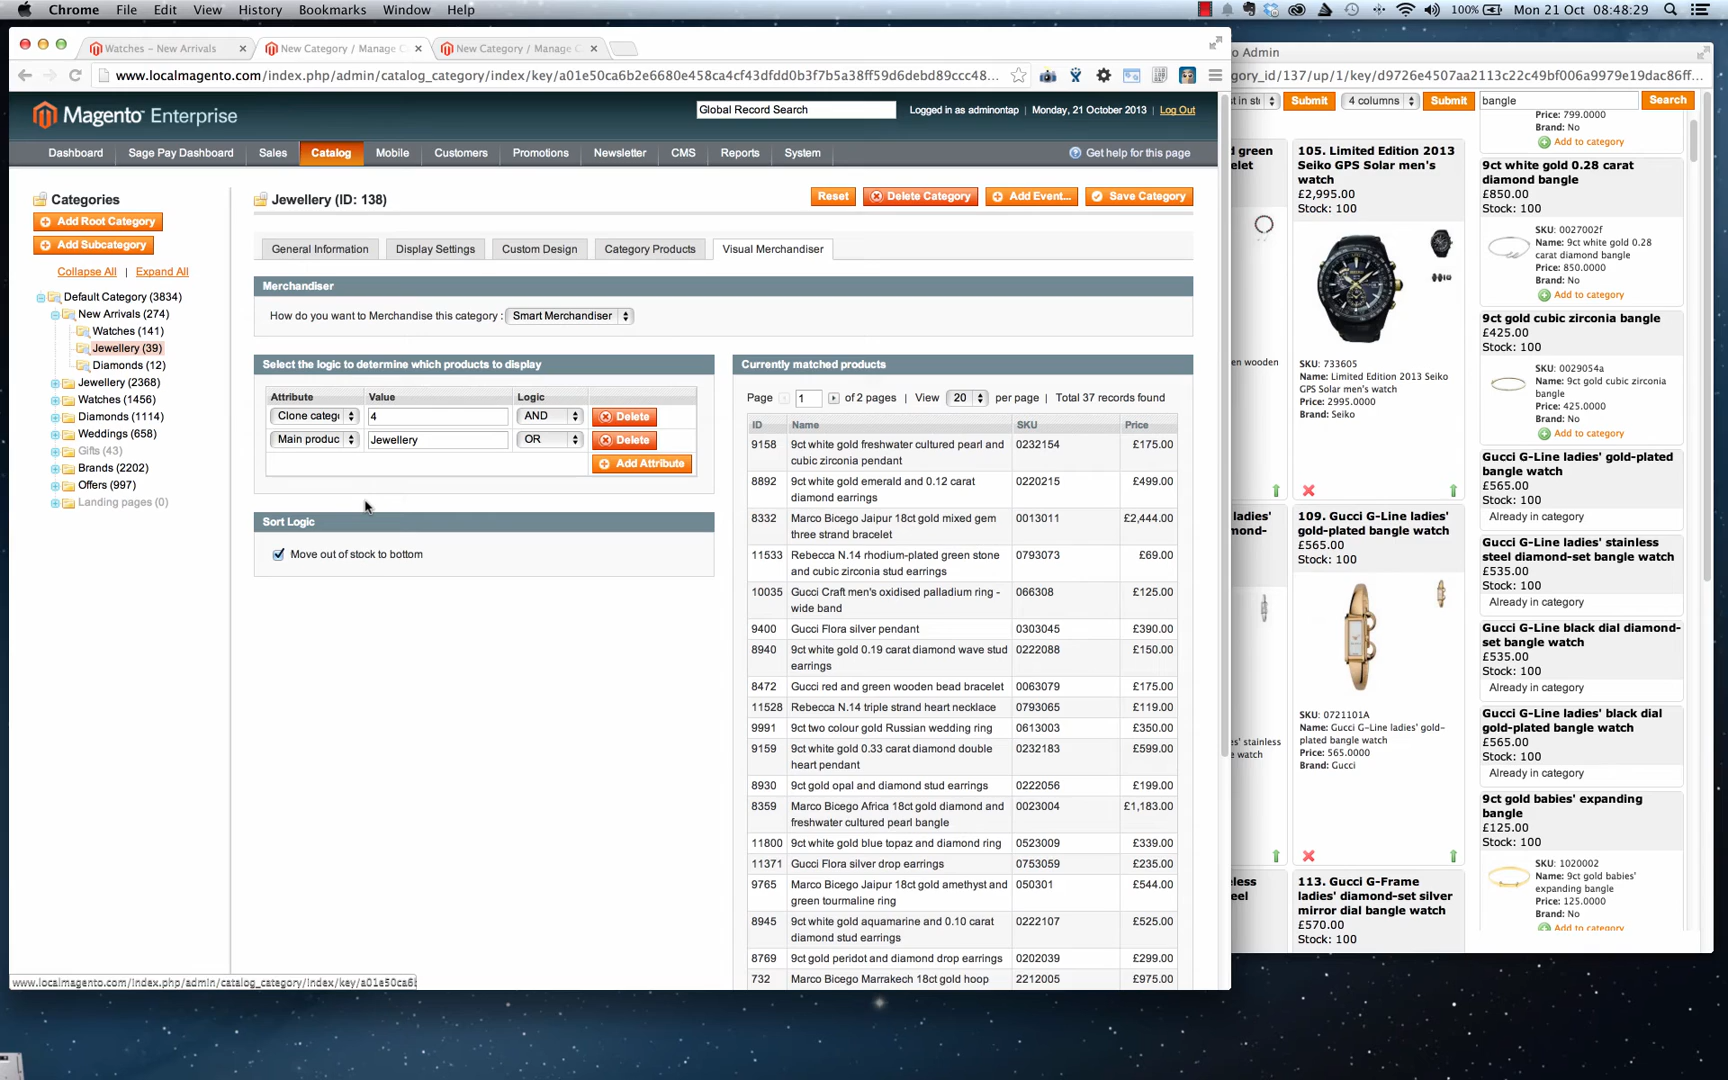 Chrome File Edit View History Bookmarks Window Help
100% Mon 21 Oct 08:48:29
Watches – New Arrivals
New Category / Manage C
New Category / Manage C
www.localmagento.com/index.php/admin/catalog_category/index/key/a01e50ca6b2e6680e458ca4cf43dfdd0b3f7b5a38ff59d6debd89ccc48...
Magento Enterprise
Global Record Search
Logged in as adminontap | Monday, 21 October 2013 | Log Out
Dashboard Sage Pay Dashboard Sales Catalog Mobile Customers Promotions Newsletter CMS Reports System
Get help for this page
Categories
Add Root Category
Add Subcategory
Collapse All | Expand All
Default Category (3834)
New Arrivals (274)
Watches (141)
Jewellery (39)
Diamonds (12)
Jewellery (2368)
Watches (1456)
Diamonds (1114)
Weddings (658)
Gifts (43)
Brands (2202)
Offers (997)
Landing pages (0)
Jewellery (ID: 138)
Reset Delete Category Add Event... Save Category
General Information Display Settings Custom Design Category Products Visual Merchandiser
Merchandiser
How do you want to Merchandise this category : Smart Merchandiser
Select the logic to determine which products to display
Attribute Value Logic
Clone categ 4 AND Delete
Main produc Jewellery OR Delete
Add Attribute
Sort Logic
Move out of stock to bottom
Currently matched products
Page 1 of 2 pages | View 20 per page | Total 37 records found
ID Name SKU Price
9158 9ct white gold freshwater cultured pearl and cubic zirconia pendant 0232154 £175.00
8892 9ct white gold emerald and 0.12 carat diamond earrings 0220215 £499.00
8332 Marco Bicego Jaipur 18ct gold mixed gem three strand bracelet 0013011 £2,444.00
11533 Rebecca N.14 rhodium-plated green stone and cubic zirconia stud earrings 0793073 £69.00
10035 Gucci Craft men's oxidised palladium ring - wide band 066308 £125.00
9400 Gucci Flora silver pendant 0303045 £390.00
8940 9ct white gold 0.19 carat diamond wave stud earrings 0222088 £150.00
8472 Gucci red and green wooden bead bracelet 0063079 £175.00
11528 Rebecca N.14 triple strand heart necklace 0793065 £119.00
9991 9ct two colour gold Russian wedding ring 0613003 £350.00
9159 9ct white gold 0.33 carat diamond double heart pendant 0232183 £599.00
8930 9ct gold opal and diamond stud earrings 0222056 £199.00
8359 Marco Bicego Africa 18ct gold diamond and freshwater cultured pearl bangle 0023004 £1,183.00
11800 9ct white gold blue topaz and diamond ring 0523009 £339.00
11371 Gucci Flora silver drop earrings 0753059 £235.00
9765 Marco Bicego Jaipur 18ct gold amethyst and green tourmaline ring 050301 £544.00
8945 9ct white gold aquamarine and 0.10 carat diamond stud earrings 0222107 £525.00
8769 9ct gold peridot and diamond drop earrings 0202039 £299.00
732 Marco Bicego Marrakech 18ct gold hoop 2212005 £975.00
www.localmagento.com/index.php/admin/catalog_category/index/key/a01e50ca6
o Admin
gory_id/137/up/1/key/d9726e4507aa2113c22c49bf006a9979e19dac86ff...
t in st Submit 4 columns Submit bangle Search
green
elet
en wooden
ladies'
mond-
s' stainless
tte watch
eless
eel
105. Limited Edition 2013
Seiko GPS Solar men's
watch
£2,995.00
Stock: 100
SKU: 733605
Name: Limited Edition 2013 Seiko
GPS Solar men's watch
Price: 2995.0000
Brand: Seiko
109. Gucci G-Line ladies'
gold-plated bangle watch
£565.00
Stock: 100
SKU: 0721101A
Name: Gucci G-Line ladies' gold-
plated bangle watch
Price: 565.0000
Brand: Gucci
113. Gucci G-Frame
ladies' diamond-set silver
mirror dial bangle watch
£570.00
Stock: 100
Price: 799.0000
Brand: No
Add to category
9ct white gold 0.28 carat
diamond bangle
£850.00
Stock: 100
SKU: 0027002f
Name: 9ct white gold 0.28
carat diamond bangle
Price: 850.0000
Brand: No
Add to category
9ct gold cubic zirconia bangle
£425.00
Stock: 100
SKU: 0029054a
Name: 9ct gold cubic zirconia
bangle
Price: 425.0000
Brand: No
Add to category
Gucci G-Line ladies' gold-plated
bangle watch
£565.00
Stock: 100
Already in category
Gucci G-Line ladies' stainless
steel diamond-set bangle watch
£535.00
Stock: 100
Already in category
Gucci G-Line black dial diamond-
set bangle watch
£535.00
Stock: 100
Already in category
Gucci G-Line ladies' black dial
gold-plated bangle watch
£565.00
Stock: 100
Already in category
9ct gold babies' expanding
bangle
£125.00
Stock: 100
SKU: 1020002
Name: 9ct gold babies'
expanding bangle
Price: 125.0000
Brand: No
Add to category